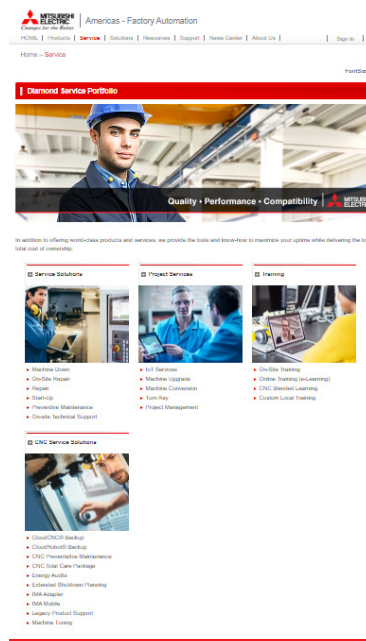 MITSUBISHI
ELECTRIC
Changes for the Better
Americas - Factory Automation
HOME | Products | Service | Solutions | Resources | Support | News Center | About Us | | Sign In |
Home > Service
Diamond Service Portfolio
Quality • Performance • Compatibility
In addition to offering world-class products and services, we provide the tools and know-how to maximize your uptime while delivering the
total cost of ownership.
Service Solutions
Machine Down
On-Site Repair
Repair
Start-Up
Preventive Maintenance
On-site Technical Support
Project Services
IoT Services
Machine Upgrade
Machine Conversion
Turn Key
Project Management
Training
On-Site Training
Online Training (e-Learning)
CNC Blended Learning
Custom Local Training
CNC Service Solutions
CloudCNC® Backup
CloudRobot® Backup
CNC Preventative Maintenance
CNC Total Care Package
Energy Audits
Extended Shutdown Planning
IMA Adapter
IMA Mobile
Legacy Product Support
Machine Tuning